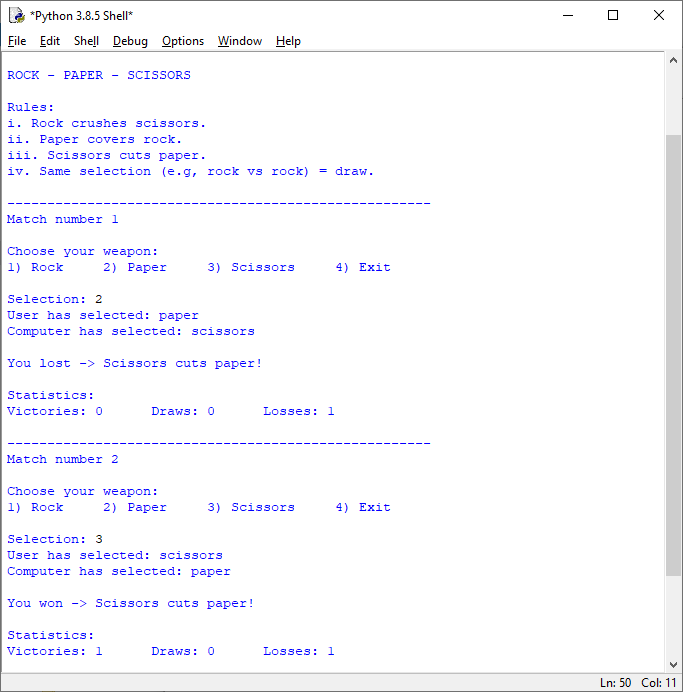 *Python 3.8.5 Shell*
File Edit Shell Debug Options Window Help
ROCK - PAPER - SCISSORS
Rules:
i. Rock crushes scissors.
ii. Paper covers rock.
iii. Scissors cuts paper.
iv. Same selection (e.g, rock vs rock) = draw.
-----------------------------------------------------
Match number 1
Choose your weapon:
1) Rock     2) Paper     3) Scissors     4) Exit
Selection: 2
User has selected: paper
Computer has selected: scissors
You lost -> Scissors cuts paper!
Statistics:
Victories: 0      Draws: 0      Losses: 1
-----------------------------------------------------
Match number 2
Choose your weapon:
1) Rock     2) Paper     3) Scissors     4) Exit
Selection: 3
User has selected: scissors
Computer has selected: paper
You won -> Scissors cuts paper!
Statistics:
Victories: 1      Draws: 0      Losses: 1
Ln: 50 Col: 11